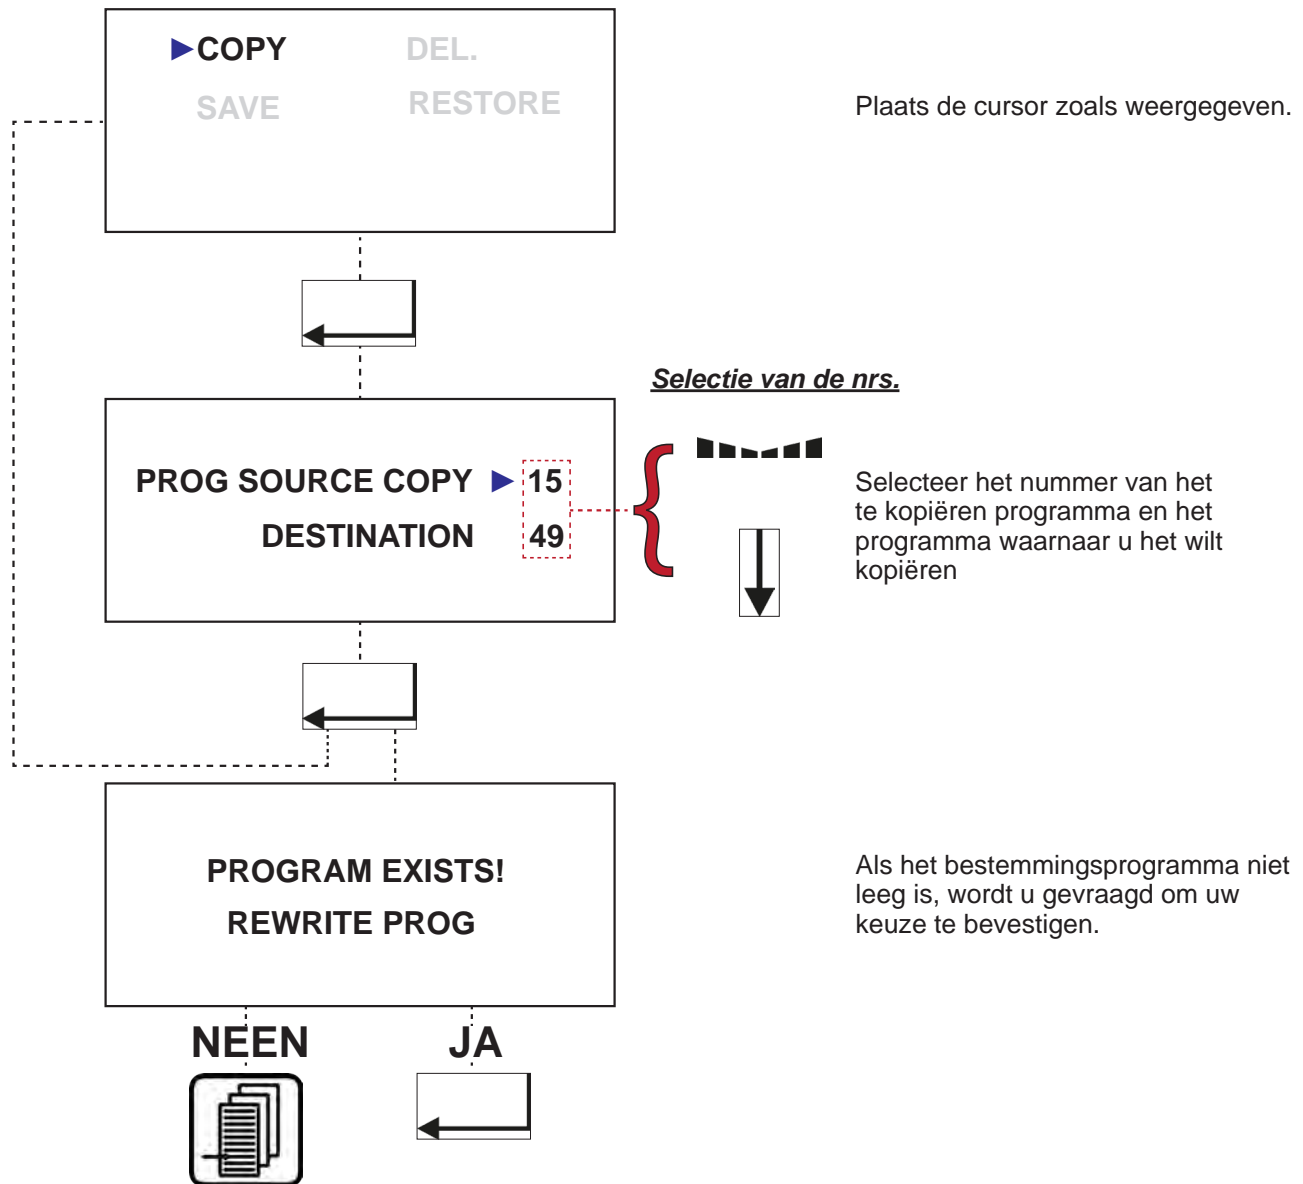 ►COPY DEL.
SAVE RESTORE
Plaats de cursor zoals weergegeven.
Selectie van de nrs.
PROG SOURCE COPY ► 15
DESTINATION 49
Selecteer het nummer van het
te kopiëren programma en het
programma waarnaar u het wilt
kopiëren
PROGRAM EXISTS!
REWRITE PROG
Als het bestemmingsprogramma niet
leeg is, wordt u gevraagd om uw
keuze te bevestigen.
NEEN JA